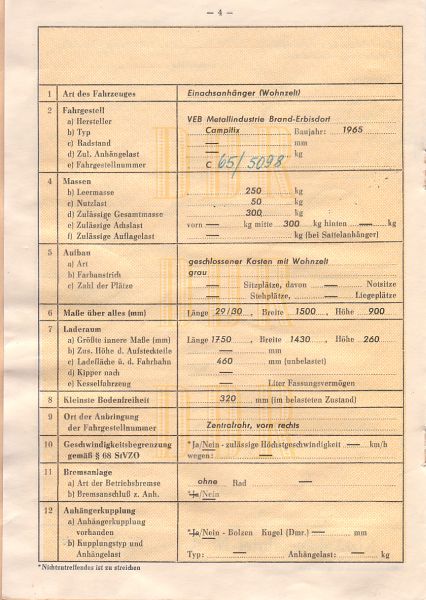 — 4 —
1 Art des Fahrzeuges Einachsanhänger (Wohnzelt)
2 Fahrgestell
a) Hersteller VEB Metallindustrie Brand-Erbisdorf
b) Typ Campifix Baujahr: 1965
c) Radstand — mm
d) Zul. Anhängelast — kg
e) Fahrgestellnummer C 65/5098
4 Massen
b) Leermasse 250 kg
c) Nutzlast 50 kg
d) Zulässige Gesamtmasse 300 kg
e) Zulässige Achslast vorn — kg mitte 300 kg hinten — kg
f) Zulässige Auflagelast — kg (bei Sattelanhänger)
5 Aufbau
a) Art geschlossener Kasten mit Wohnzelt
b) Farbanstrich grau
c) Zahl der Plätze — Sitzplätze, davon — Notsitze
— Stehplätze, — Liegeplätze
6 Maße über alles (mm) Länge 29/30, Breite 1500, Höhe 900
7 Laderaum
a) Größte innere Maße (mm) Länge 1750, Breite 1430, Höhe 260
b) Zus. Höhe d. Aufsteckteile — mm
c) Ladefläche ü. d. Fahrbahn 460 mm (unbelastet)
d) Kipper nach —
e) Kesselfahrzeug — Liter Fassungsvermögen
8 Kleinste Bodenfreiheit 320 mm (im belasteten Zustand)
9 Ort der Anbringung
der Fahrgestellnummer Zentralrohr, vorn rechts
10 Geschwindigkeitsbegrenzung *Ja/Nein - zulässige Höchstgeschwindigkeit — km/h
gemäß § 68 StVZO wegen: —
11 Bremsanlage
a) Art der Betriebsbremse ohne Rad —
b) Bremsanschluß z. Anh. *Ja/Nein
12 Anhängerkupplung
a) Anhängerkupplung
vorhanden *Ja/Nein - Bolzen Kugel (Dmr.) — mm
b) Kupplungstyp und
Anhängelast Typ: — Anhängelast: — kg
*Nichtzutreffendes ist zu streichen